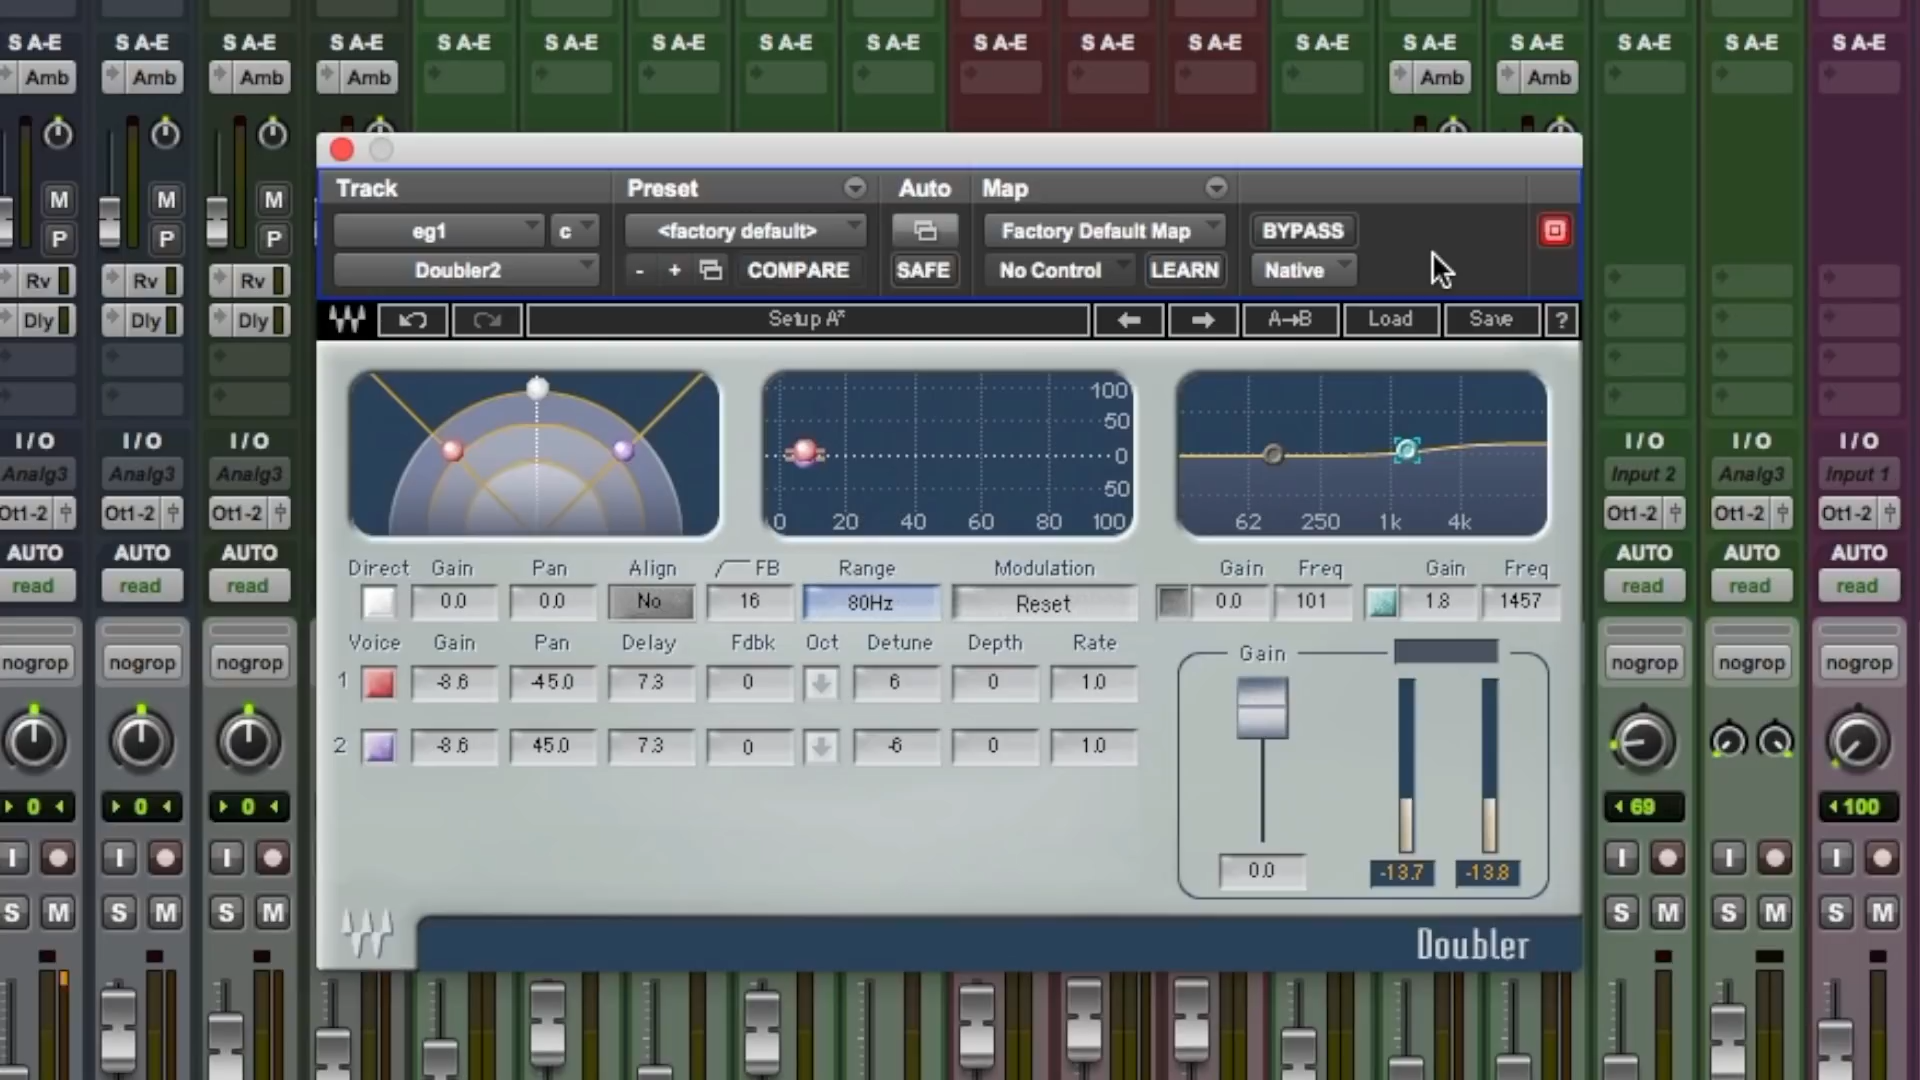 S A-E S A-E S A-E S A-E S A-E S A-E S A-E S A-E S A-E S A-E S A-E S A-E S A-E S A-E S A-E S A-E S A-E S A-E
Amb Amb Amb Amb Amb Amb
Track Preset Auto Map
M M M
eg1 c <factory default> Factory Default Map BYPASS
P P P
Doubler2 - + COMPARE SAFE No Control LEARN Native
Rv Rv Rv
Dly Dly Dly
Setup A* A→B Load Save ?
100
50
0
50
0 20 40 60 80 100
62 250 1k 4k
I/O I/O I/O I/O I/O I/O
Analg3 Analg3 Analg3 Input 2 Analg3 Input 1
Ot1-2 Ot1-2 Ot1-2 Ot1-2 Ot1-2 Ot1-2
AUTO AUTO AUTO AUTO AUTO AUTO
read read read read read read
Direct Gain Pan Align FB Range Modulation Gain Freq Gain Freq
0.0 0.0 No 16 80Hz Reset 0.0 101 1.8 1457
Voice Gain Pan Delay Fdbk Oct Detune Depth Rate
1 -8.6 -45.0 7.3 0 6 0 1.0
2 -8.6 45.0 7.3 0 -6 0 1.0
Gain
0.0 -13.7 -13.8
nogrop nogrop nogrop nogrop nogrop nogrop
0 0 0 69 100
I I I I I I
S M S M S M S M S M S M
Doubler